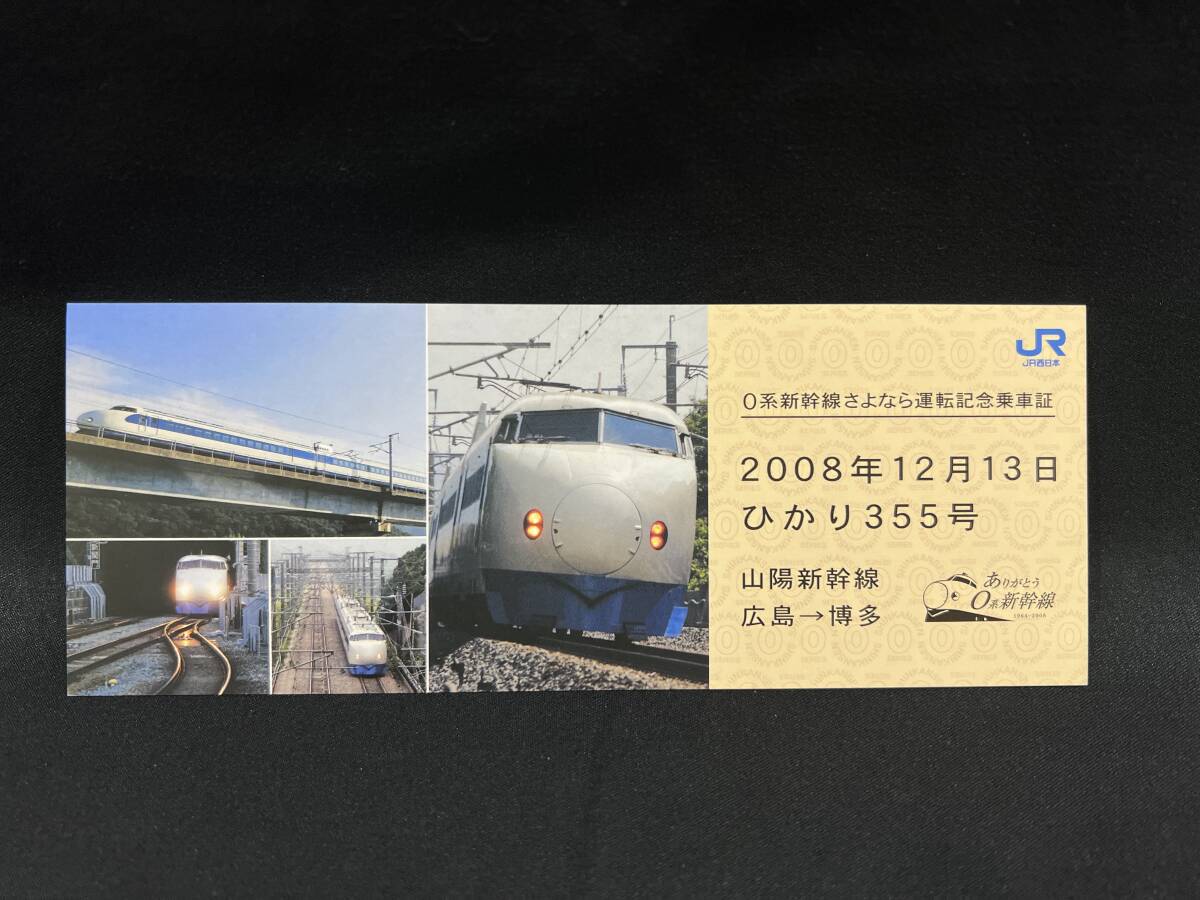 JR
JR西日本
0系新幹線さよなら運転記念乗車証
2008年12月13日
ひかり355号
山陽新幹線
広島→博多
ありがとう
0系新幹線
1964-2008